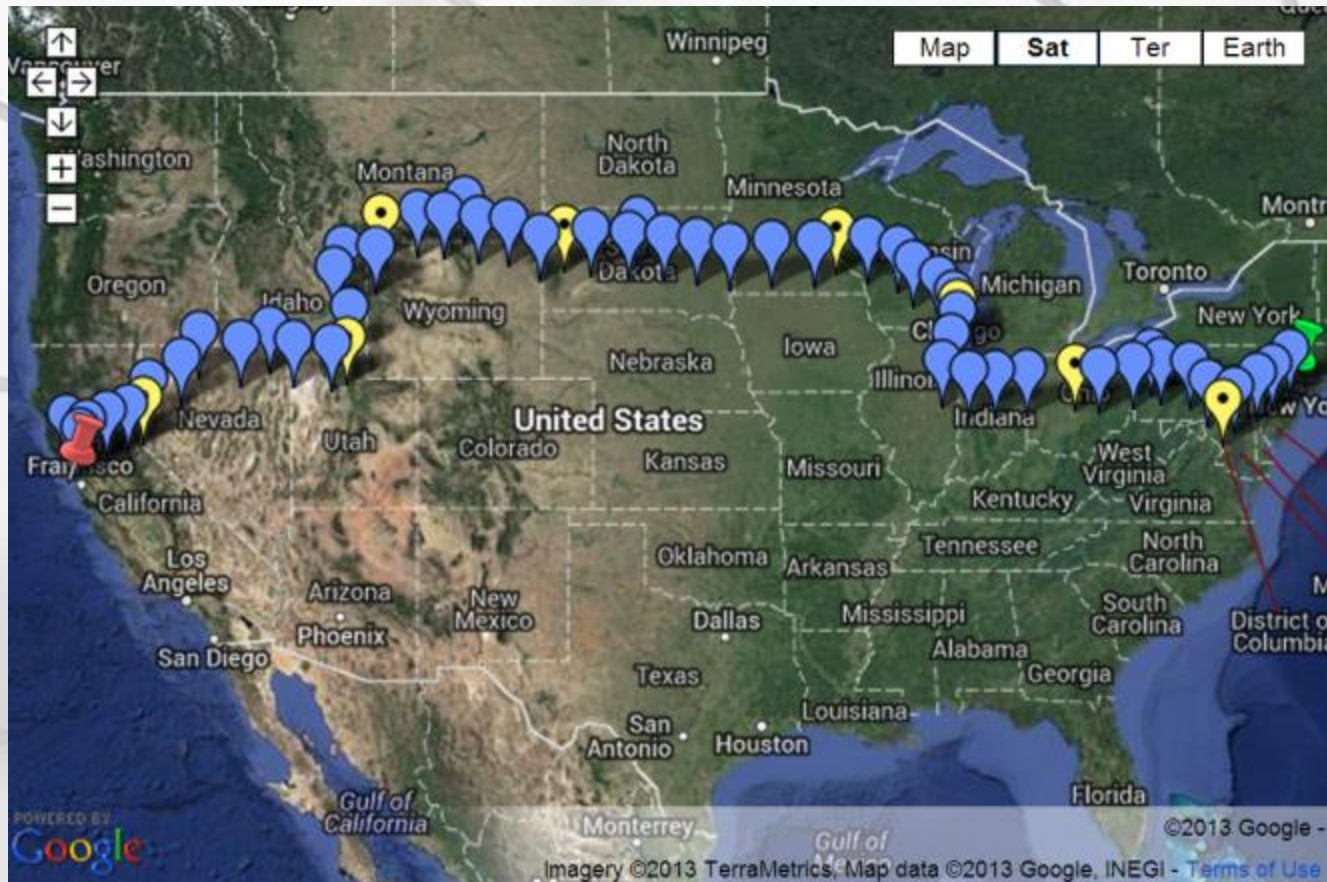 Winnipeg
Map
Sat
Ter
Earth
Vancouver
Washington
North
Dakota
Montana
Minnesota
Montr
Oregon
Idaho
Wyoming
Dakota
Michigan
Toronto
New York
Nebraska
Iowa
Nevada
Utah
United States
Colorado
Kansas
Missouri
Indiana
West
Virginia
Virginia
Kentucky
California
Los
Angeles
Arizona
New
Mexico
Oklahoma
Arkansas
Tennessee
North
Carolina
Phoenix
San Diego
Dallas
Mississippi
South
Carolina
District o
Columbia
Alabama
Georgia
Texas
Louisiana
San
Antonio
Houston
Florida
Gulf of
California
Monterrey
Gulf of
POWERED BY
Google
©2013 Google -
Imagery ©2013 TerraMetrics, Map data ©2013 Google, INEGI - Terms of Use